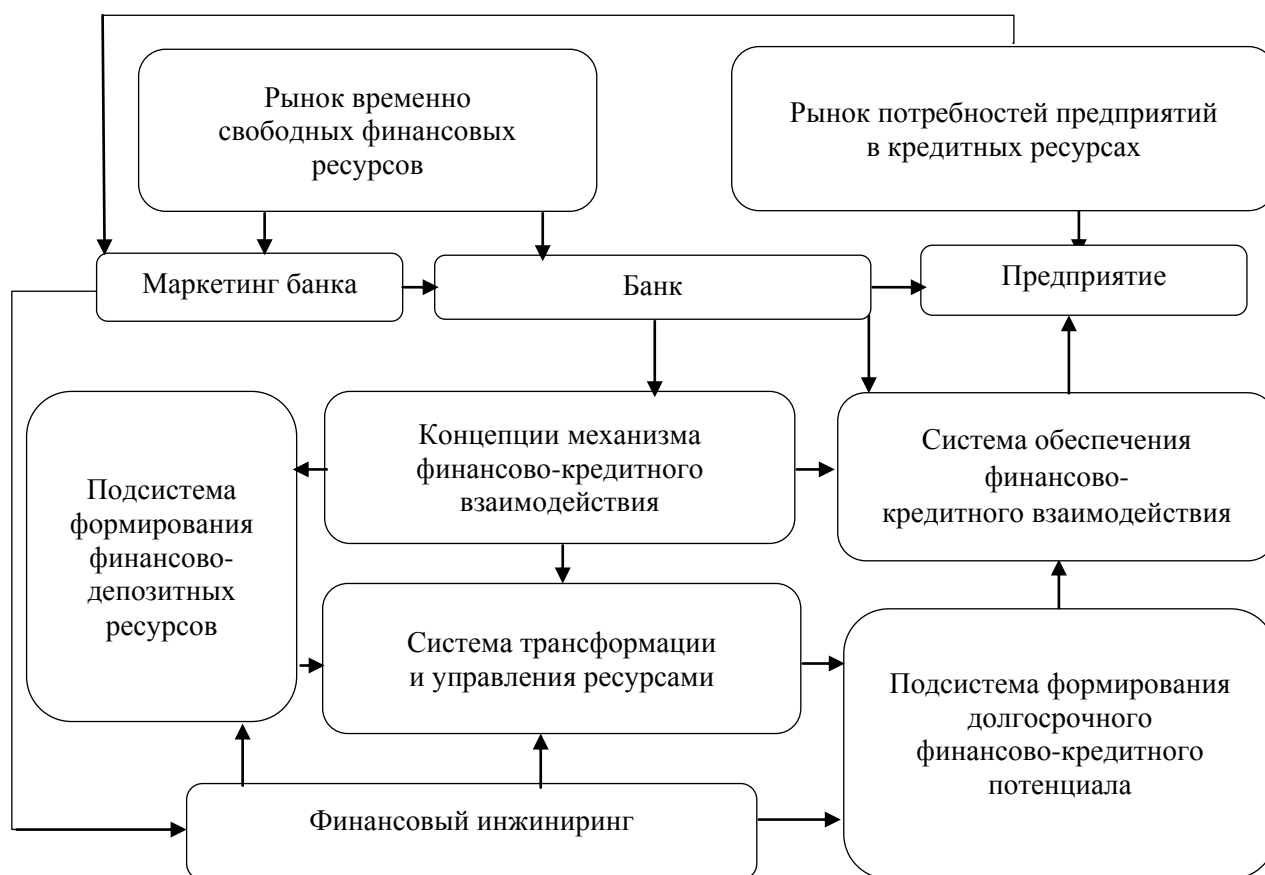 Рынок временно
свободных финансовых
ресурсов
Рынок потребностей предприятий
в кредитных ресурсах
Маркетинг банка
Банк
Предприятие
Подсистема
формирования
финансово-
депозитных
ресурсов
Концепции механизма
финансово-кредитного
взаимодействия
Система обеспечения
финансово-
кредитного взаимодействия
Система трансформации
и управления ресурсами
Подсистема формирования
долгосрочного
финансово-кредитного
потенциала
Финансовый инжиниринг